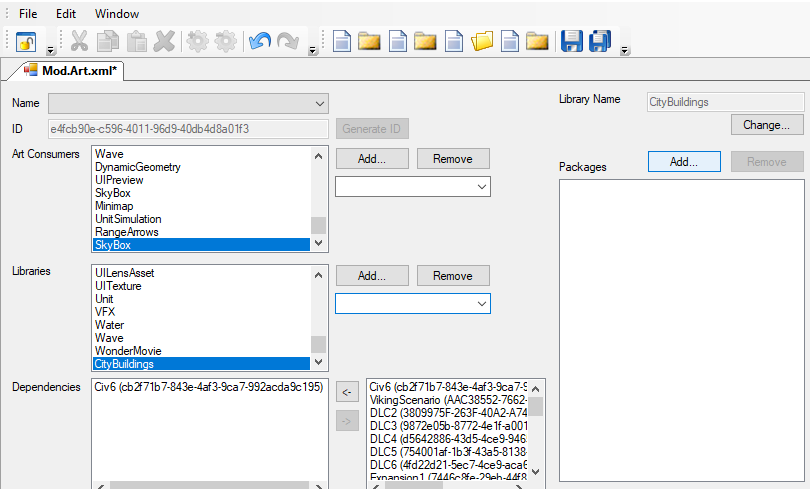 File Edit Window
Mod.Art.xml*
Name
ID e4fcb90e-c596-4011-96d9-40db4d8a01f3 Generate ID
Art Consumers
Wave
DynamicGeometry
UIPreview
SkyBox
Minimap
UnitSimulation
RangeArrows
SkyBox
Add... Remove
Libraries
UILensAsset
UITexture
Unit
VFX
Water
Wave
WonderMovie
CityBuildings
Add... Remove
Dependencies
Civ6 (cb2f71b7-843e-4af3-9ca7-992acda9c195)
<-
->
Civ6 (cb2f71b7-843e-4af3-9ca7-9
VikingScenario (AAC38552-7662-
DLC2 (3809975F-263F-40A2-A74
DLC3 (9872e05b-8772-4e1f-a001
DLC4 (d5642886-43d5-4ce9-946
DLC5 (754001af-1b3f-43a5-8138-
DLC6 (4fd22d21-5ec7-4ce9-aca6
Expansion1 (7446c8fe-29eb-44f8
Library Name CityBuildings
Change...
Packages Add... Remove